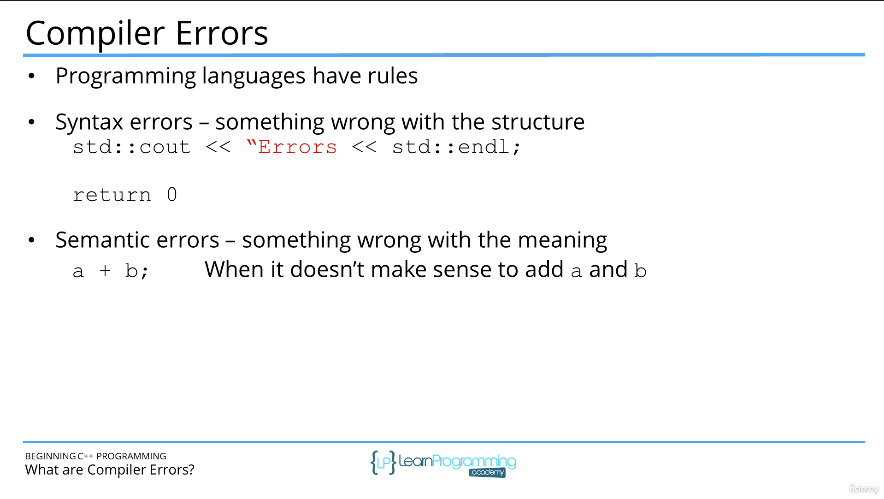 Compiler Errors
• Programming languages have rules
• Syntax errors – something wrong with the structure
std::cout << “Errors << std::endl;
return 0
• Semantic errors – something wrong with the meaning
a + b; When it doesn’t make sense to add a and b
BEGINNING C++ PROGRAMMING
What are Compiler Errors?
{LP} LearnProgramming
academy
ûdemy